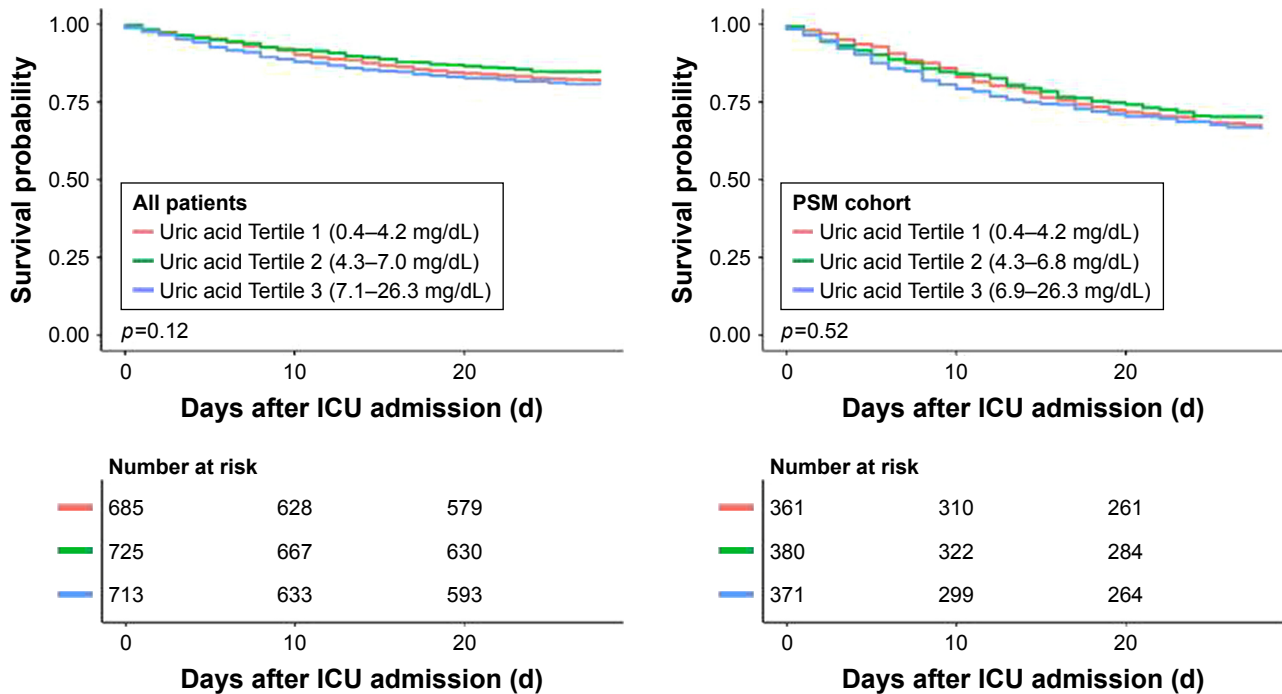 Survival probability
1.00
0.75
0.50
0.25
0.00
All patients
Uric acid Tertile 1 (0.4–4.2 mg/dL)
Uric acid Tertile 2 (4.3–7.0 mg/dL)
Uric acid Tertile 3 (7.1–26.3 mg/dL)
p=0.12
0 10 20
Days after ICU admission (d)
Number at risk
685 628 579
725 667 630
713 633 593
0 10 20
Days after ICU admission (d)
Survival probability
1.00
0.75
0.50
0.25
0.00
PSM cohort
Uric acid Tertile 1 (0.4–4.2 mg/dL)
Uric acid Tertile 2 (4.3–6.8 mg/dL)
Uric acid Tertile 3 (6.9–26.3 mg/dL)
p=0.52
0 10 20
Days after ICU admission (d)
Number at risk
361 310 261
380 322 284
371 299 264
0 10 20
Days after ICU admission (d)